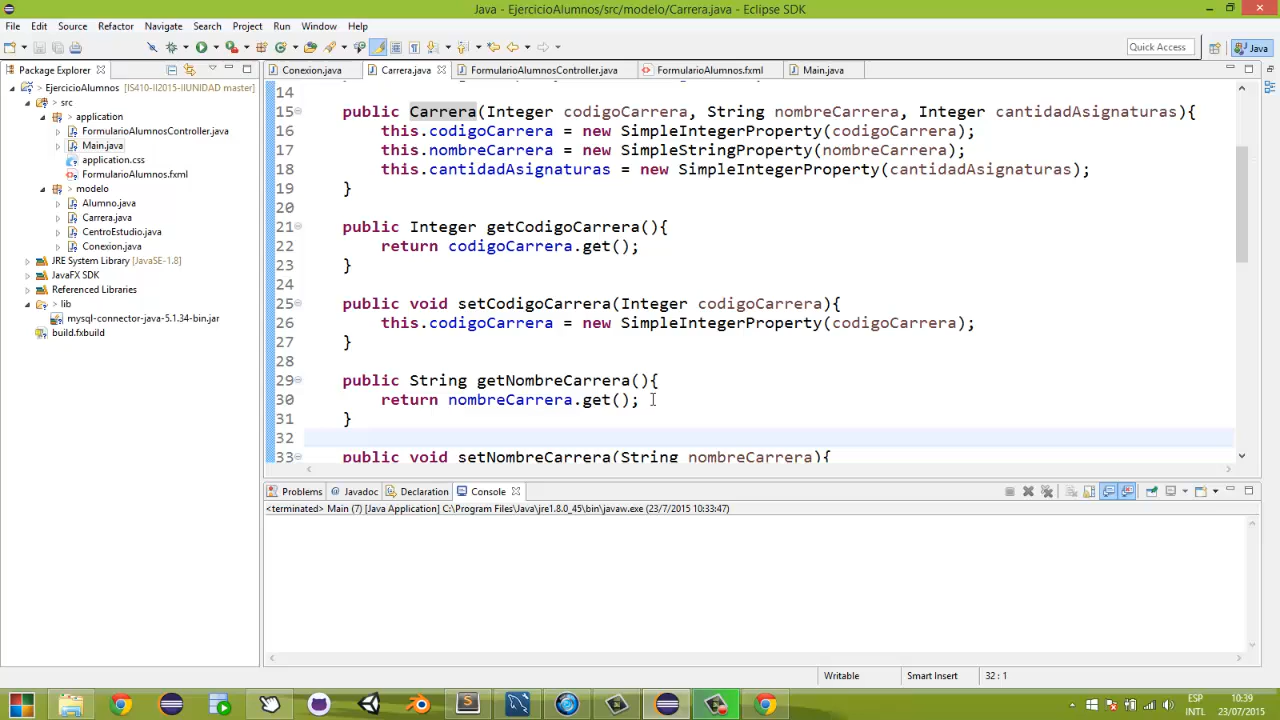 Java - EjercicioAlumnos/src/modelo/Carrera.java - Eclipse SDK
File Edit Source Refactor Navigate Search Project Run Window Help
Quick Access
Java
Package Explorer
Conexion.java Carrera.java FormularioAlumnosController.java FormularioAlumnos.fxml Main.java
EjercicioAlumnos [IS410-II2015-IIUNIDAD master]
> src
> application
FormularioAlumnosController.java
Main.java
application.css
FormularioAlumnos.fxml
> modelo
Alumno.java
Carrera.java
CentroEstudio.java
Conexion.java
JRE System Library [JavaSE-1.8]
JavaFX SDK
Referenced Libraries
> lib
mysql-connector-java-5.1.34-bin.jar
build.fxbuild
14
15 public Carrera(Integer codigoCarrera, String nombreCarrera, Integer cantidadAsignaturas){
16 this.codigoCarrera = new SimpleIntegerProperty(codigoCarrera);
17 this.nombreCarrera = new SimpleStringProperty(nombreCarrera);
18 this.cantidadAsignaturas = new SimpleIntegerProperty(cantidadAsignaturas);
19 }
20
21 public Integer getCodigoCarrera(){
22 return codigoCarrera.get();
23 }
24
25 public void setCodigoCarrera(Integer codigoCarrera){
26 this.codigoCarrera = new SimpleIntegerProperty(codigoCarrera);
27 }
28
29 public String getNombreCarrera(){
30 return nombreCarrera.get();
31 }
32
33 public void setNombreCarrera(String nombreCarrera){
Problems Javadoc Declaration Console
<terminated> Main (7) [Java Application] C:\Program Files\Java\jre1.8.0_45\bin\javaw.exe (23/7/2015 10:33:47)
Writable Smart Insert 32 : 1
ESP
INTL
10:39
23/07/2015